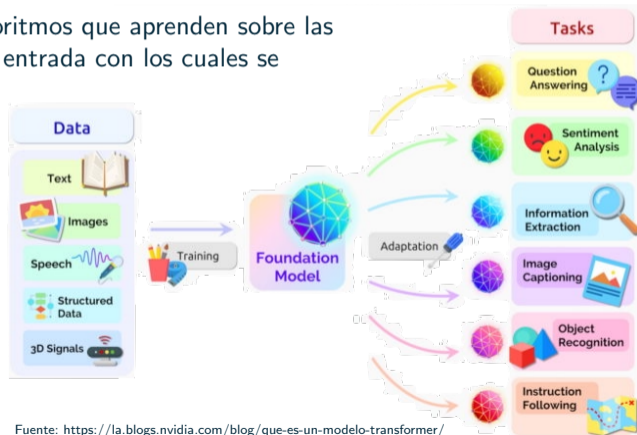 oritmos que aprenden sobre las
entrada con los cuales se
Data
Text
Images
Speech
Structured
Data
3D Signals
Training
Foundation
Model
Adaptation
Tasks
Question
Answering
Sentiment
Analysis
Information
Extraction
Image
Captioning
Object
Recognition
Instruction
Following
Fuente: https://la.blogs.nvidia.com/blog/que-es-un-modelo-transformer/